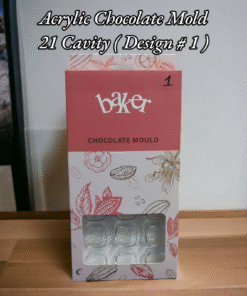 Acrylic Chocolate Mold
21 Cavity ( Design # 1 )
1
baker
CHOCOLATE MOULD